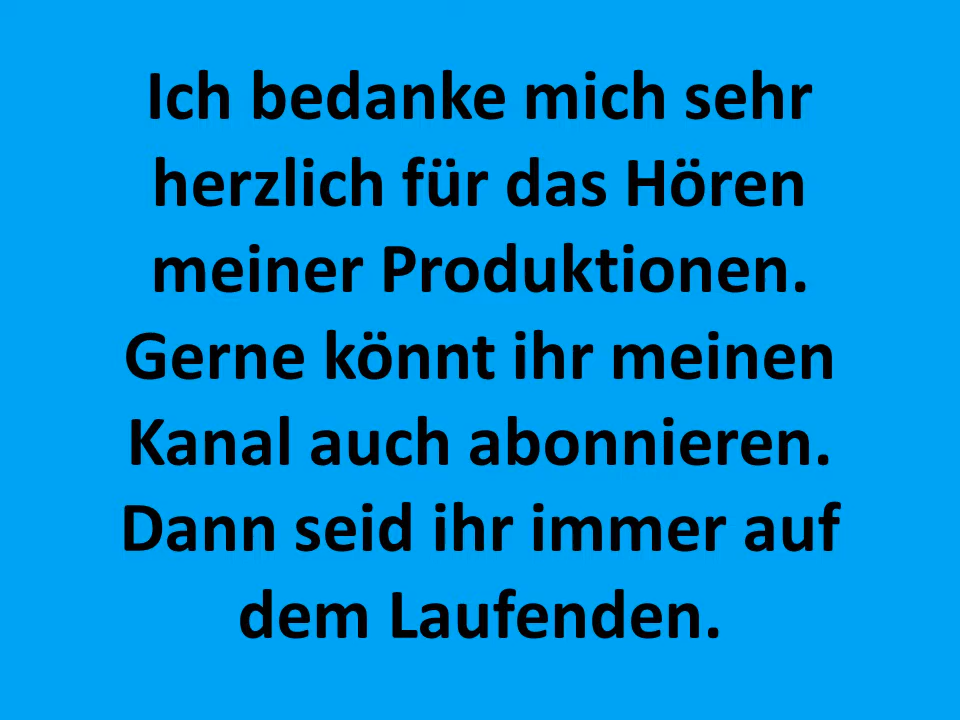 Ich bedanke mich sehr
herzlich für das Hören
meiner Produktionen.
Gerne könnt ihr meinen
Kanal auch abonnieren.
Dann seid ihr immer auf
dem Laufenden.